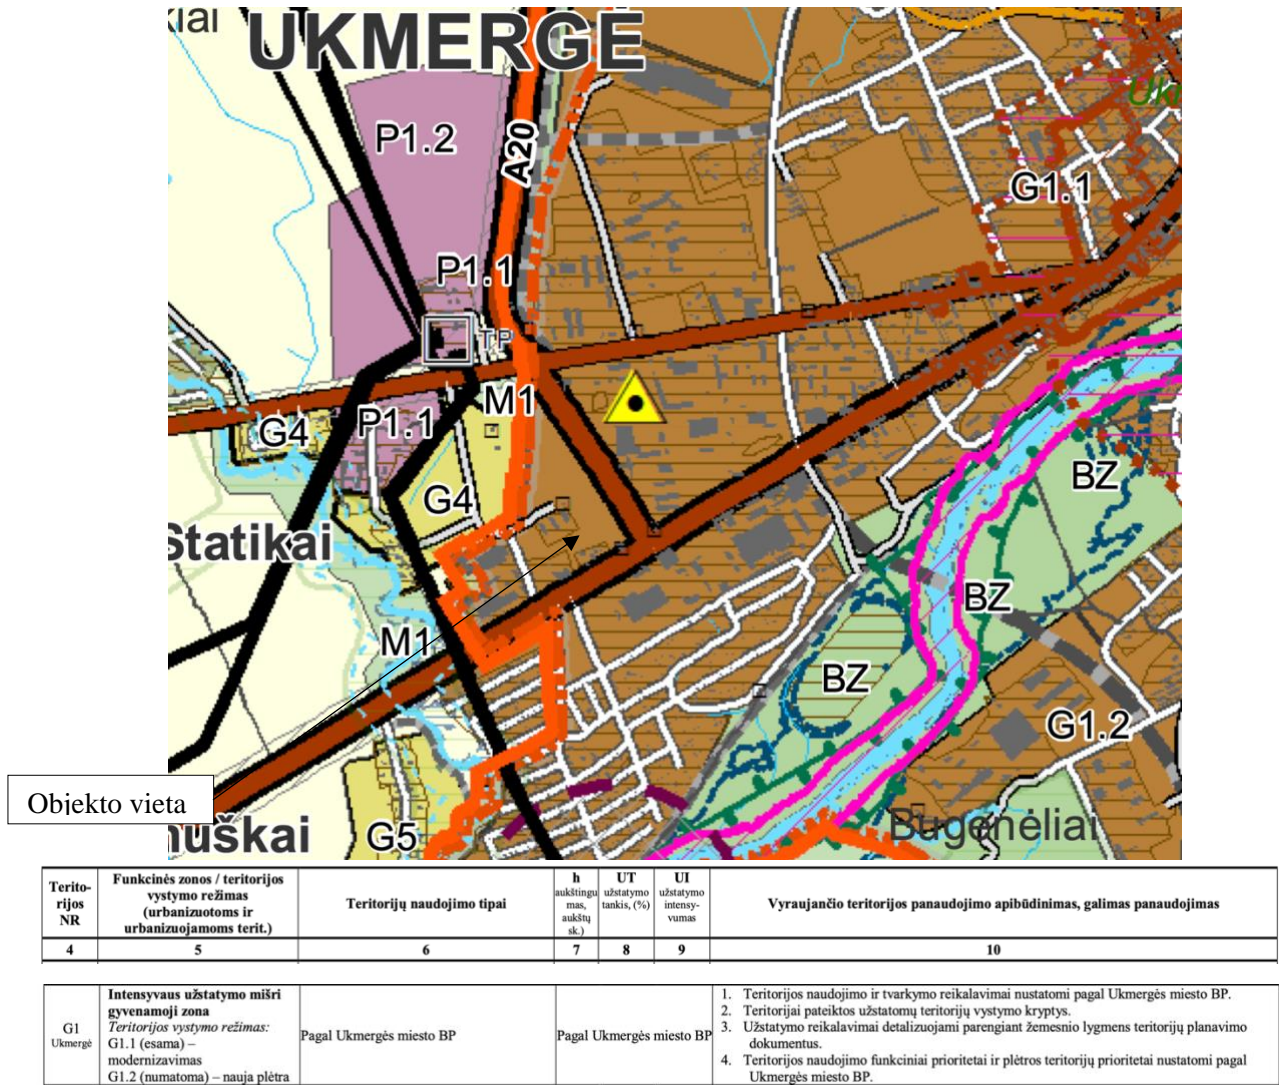 kiai
UKMERGĖ
P1.2
A20
Uk
G1.1
P1.1
TP
M1
G4
P1.1
G4
BZ
Statikai
BZ
M1
BZ
G1.2
Objekto vieta
nuškai
G5
Bugenėliai
Terito-
rijos
NR
Funkcinės zonos / teritorijos
vystymo režimas
(urbanizuotoms ir
urbanizuojamoms terit.)
Teritorijų naudojimo tipai
h
aukštingu
mas,
aukštų
sk.)
UT
užstatymo
tankis, (%)
UI
užstatymo
intensy-
vumas
Vyraujančio teritorijos panaudojimo apibūdinimas, galimas panaudojimas
4 5 6 7 8 9 10
G1
Ukmergė
Intensyvaus užstatymo mišri
gyvenamoji zona
Teritorijos vystymo režimas:
G1.1 (esama) –
modernizavimas
G1.2 (numatoma) – nauja plėtra
Pagal Ukmergės miesto BP
Pagal Ukmergės miesto BP
1. Teritorijos naudojimo ir tvarkymo reikalavimai nustatomi pagal Ukmergės miesto BP.
2. Teritorijai pateiktos užstatomų teritorijų vystymo kryptys.
3. Užstatymo reikalavimai detalizuojami parengiant žemesnio lygmens teritorijų planavimo
dokumentus.
4. Teritorijos naudojimo funkciniai prioritetai ir plėtros teritorijų prioritetai nustatomi pagal
Ukmergės miesto BP.